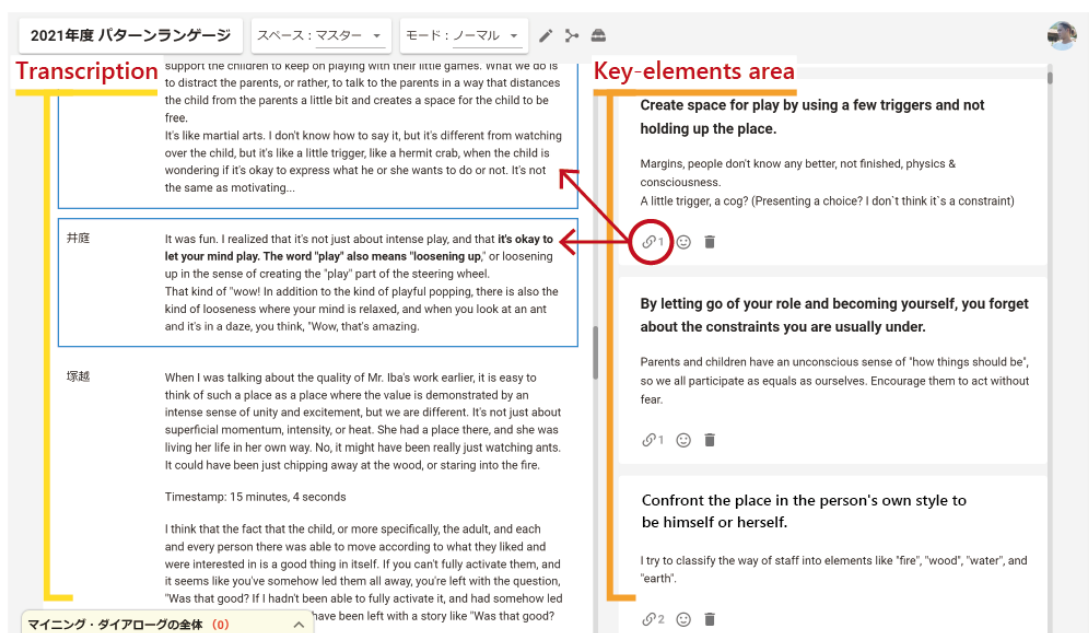 2021年度 パターンランゲージ
スペース : マスター
モード : ノーマル
Transcription
support the children to keep on playing with their little games. What we do is
to distract the parents, or rather, to talk to the parents in a way that distances
the child from the parents a little bit and creates a space for the child to be
free.
It's like martial arts. I don't know how to say it, but it's different from watching
over the child, but it's like a little trigger, like a hermit crab, when the child is
wondering if it's okay to express what he or she wants to do or not. It's not
the same as motivating...
井庭
It was fun. I realized that it's not just about intense play, and that it's okay to
let your mind play. The word "play" also means "loosening up," or loosening
up in the sense of creating the "play" part of the steering wheel.
That kind of "wow! In addition to the kind of playful popping, there is also the
kind of looseness where your mind is relaxed, and when you look at an ant
and it's in a daze, you think, "Wow, that's amazing.
塚越
When I was talking about the quality of Mr. Iba's work earlier, it is easy to
think of such a place as a place where the value is demonstrated by an
intense sense of unity and excitement, but we are different. It's not just about
superficial momentum, intensity, or heat. She had a place there, and she was
living her life in her own way. No, it might have been really just watching ants.
It could have been just chipping away at the wood, or staring into the fire.
Timestamp: 15 minutes, 4 seconds
I think that the fact that the child, or more specifically, the adult, and each
and every person there was able to move according to what they liked and
were interested in is a good thing in itself. If you can't fully activate them, and
it seems like you've somehow led them all away, you're left with the question,
"Was that good? If I hadn't been able to fully activate it, and had somehow led
have been left with a story like "Was that good?
マイニング・ダイアローグの全体 (0)
Key-elements area
Create space for play by using a few triggers and not
holding up the place.
Margins, people don't know any better, not finished, physics &
consciousness.
A little trigger, a cog? (Presenting a choice? I don`t think it`s a constraint)
1
By letting go of your role and becoming yourself, you forget
about the constraints you are usually under.
Parents and children have an unconscious sense of "how things should be",
so we all participate as equals as ourselves. Encourage them to act without
fear.
1
Confront the place in the person's own style to
be himself or herself.
I try to classify the way of staff into elements like "fire", "wood", "water", and
"earth".
2